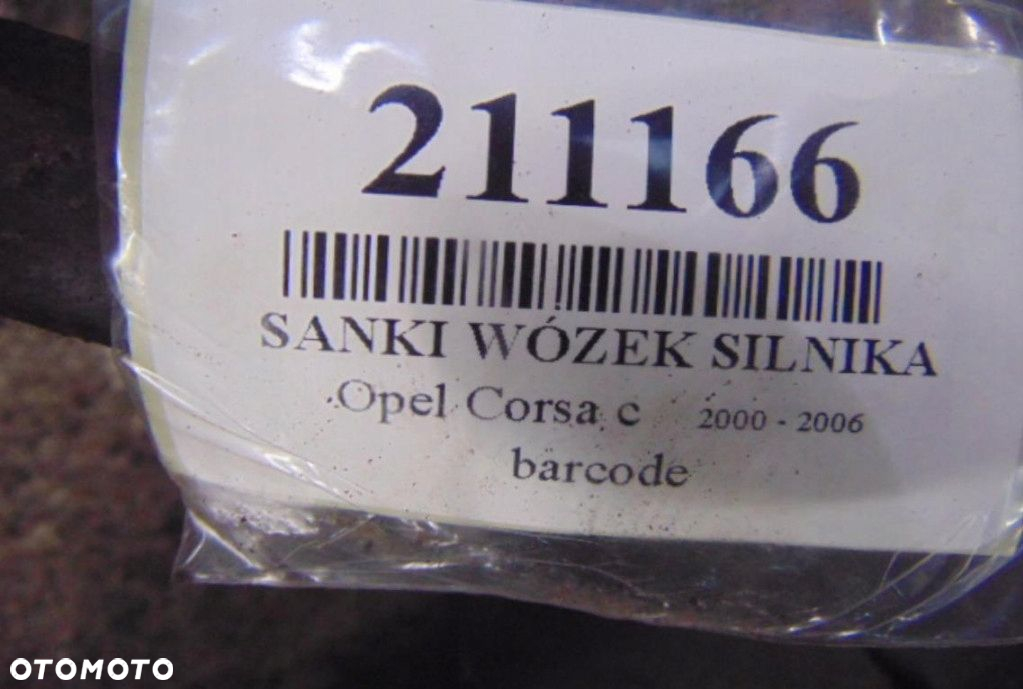 211166
SANKI WÓZEK SILNIKA
Opel Corsa c 2000 - 2006
barcode
OTOMOTO